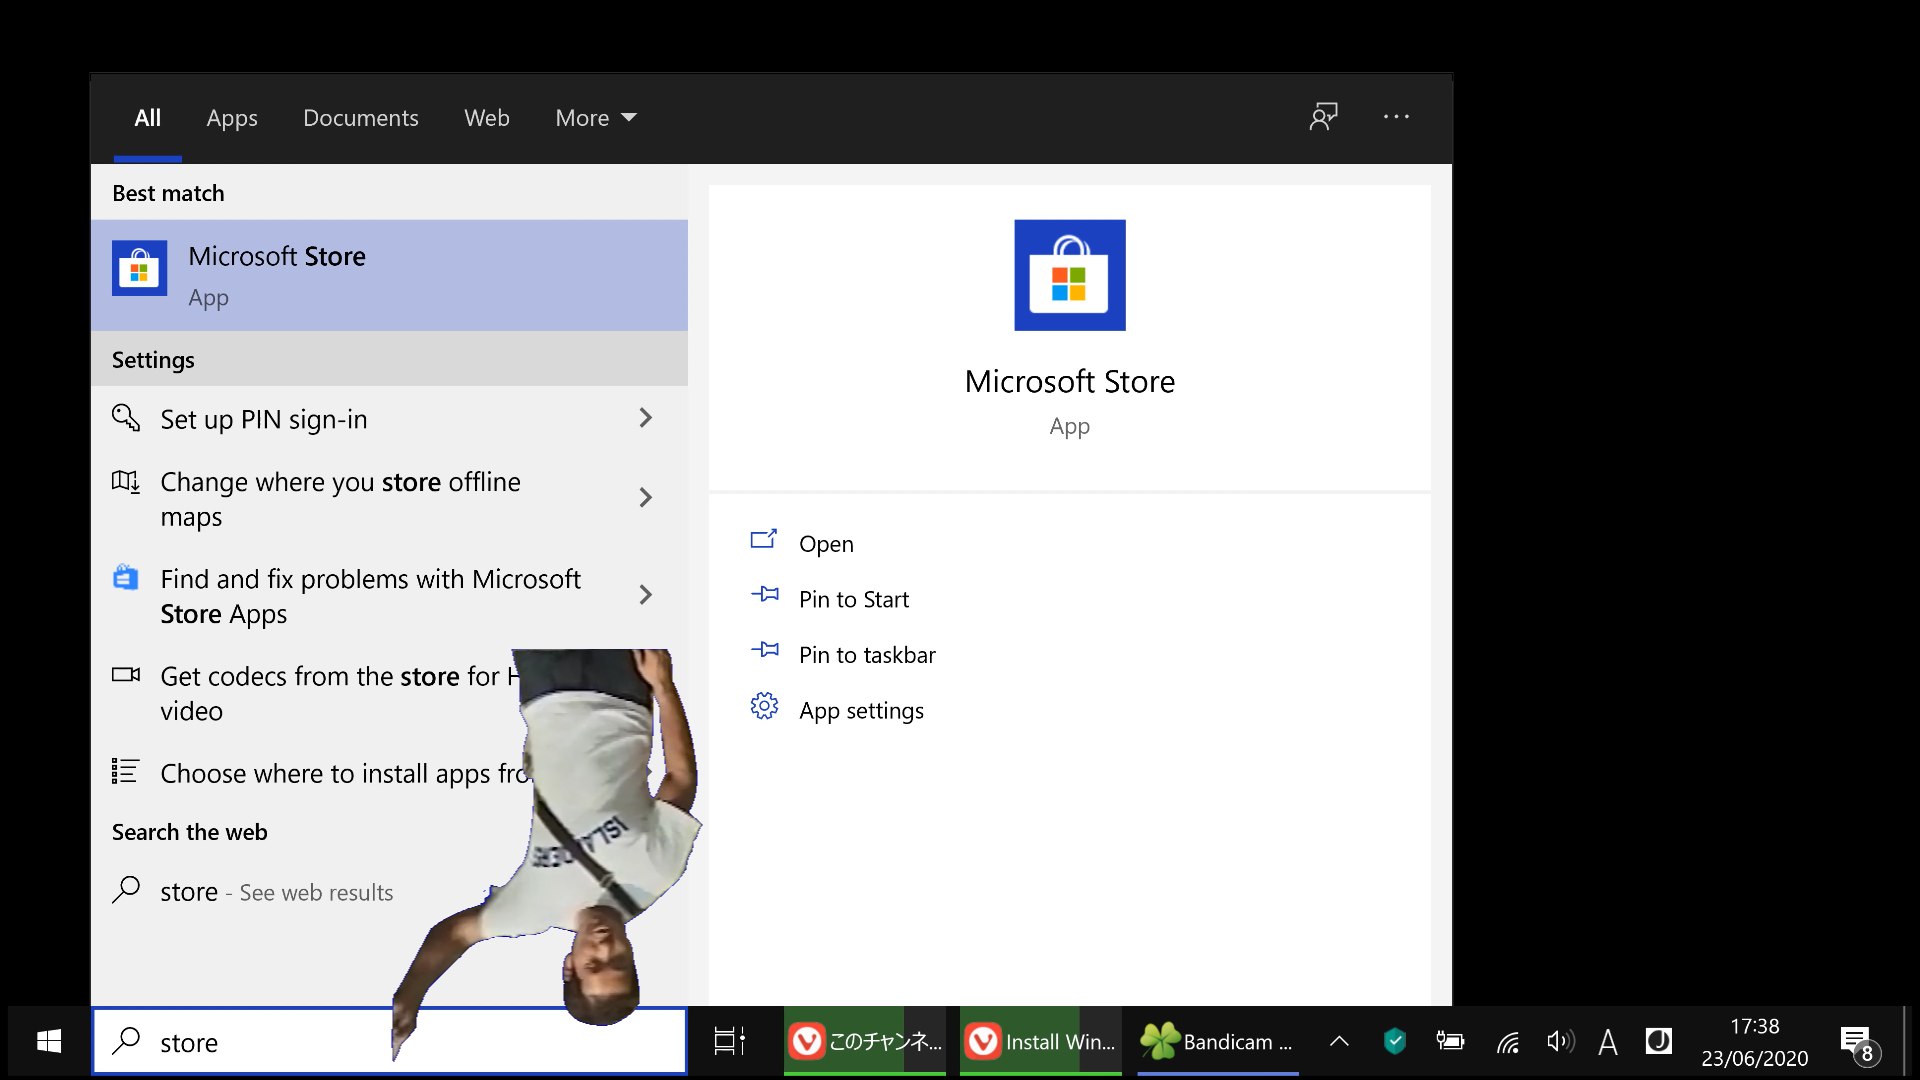 All Apps Documents Web More
Best match
Microsoft Store
App
Settings
Set up PIN sign-in
Change where you store offline
maps
Find and fix problems with Microsoft
Store Apps
Get codecs from the store for H
video
Choose where to install apps fro
Search the web
store - See web results
Microsoft Store
App
Open
Pin to Start
Pin to taskbar
App settings
ISLANDERS
store
このチャンネ...
Install Win...
Bandicam ...
A
J
17:38
23/06/2020
8